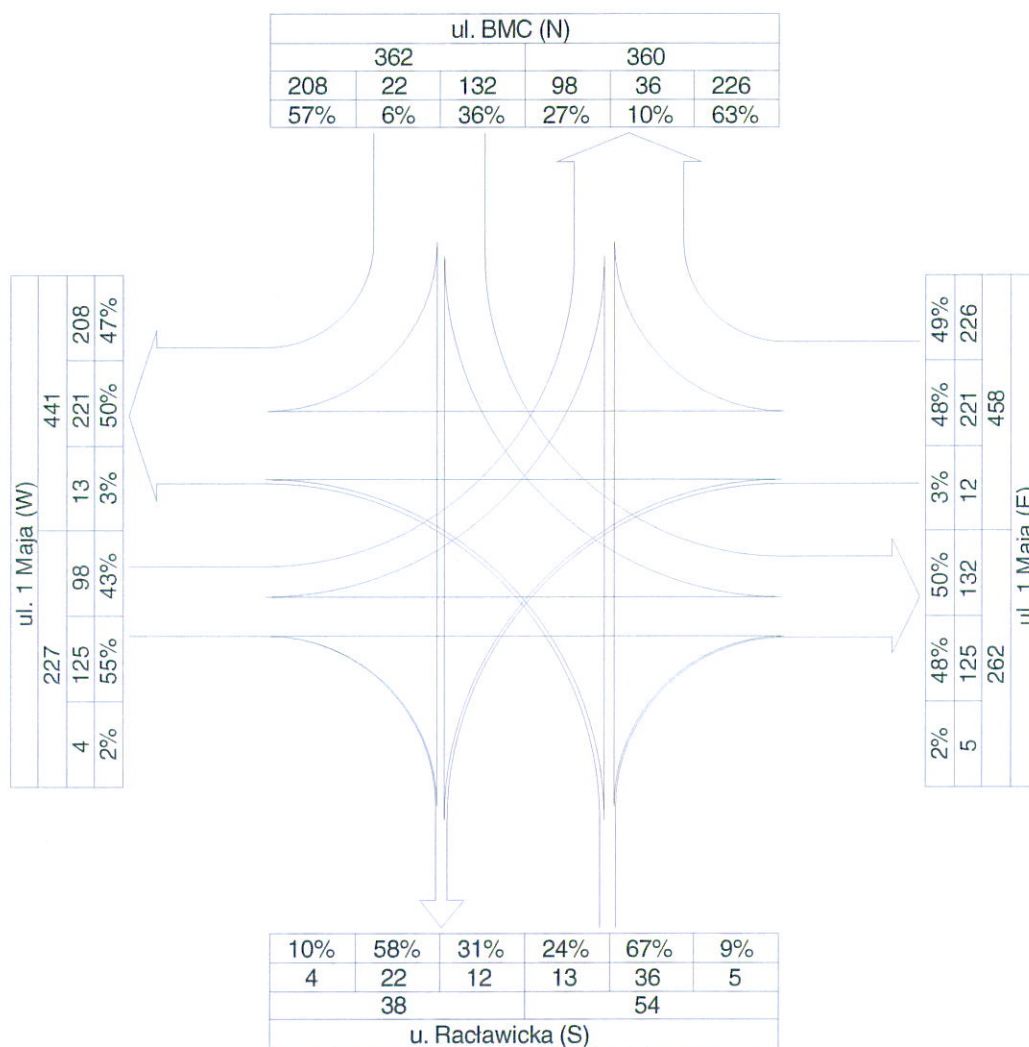 ul. BMC (N)
362 360
208 22 132 98 36 226
57% 6% 36% 27% 10% 63%
ul. 1 Maja (W)
441 227
208 221 13 98 125 4
47% 50% 3% 43% 55% 2%
49% 48% 3% 50% 48% 2%
226 221 12 132 125 5
458 262
ul. 1 Maja (E)
10% 58% 31% 24% 67% 9%
4 22 12 13 36 5
38 54
u. Racławicka (S)